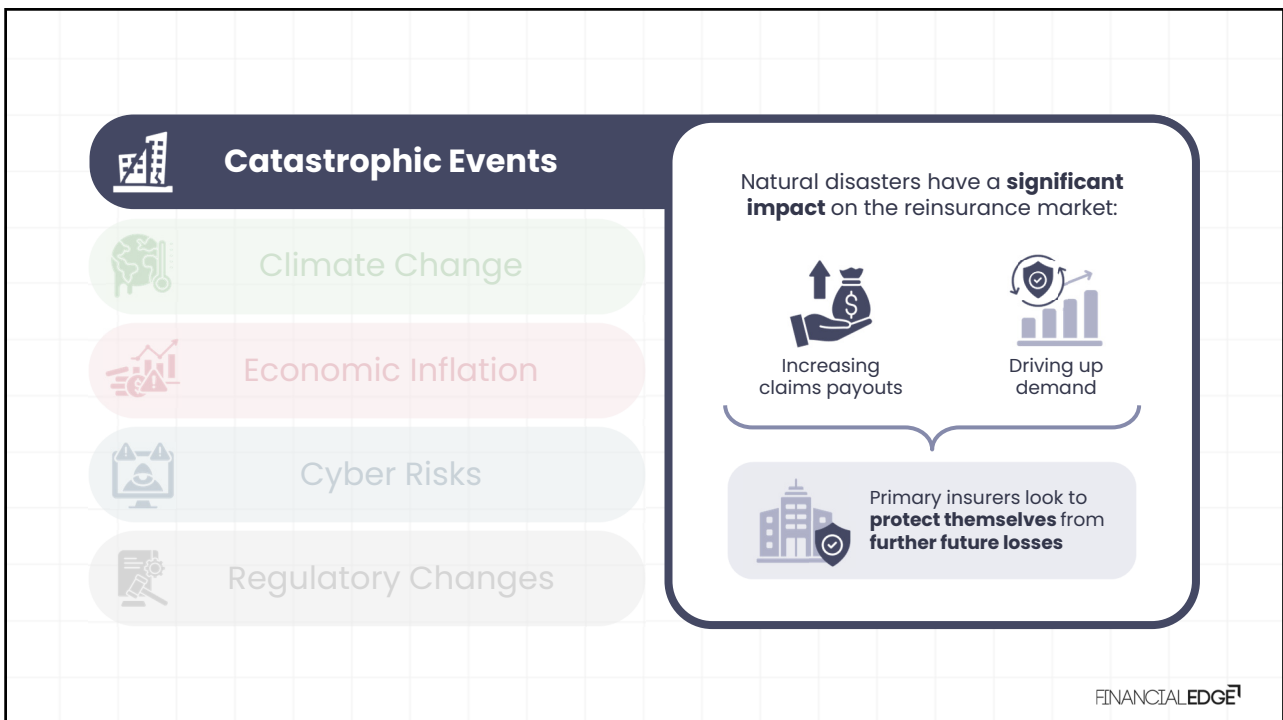 Catastrophic Events
Climate Change
Economic Inflation
Cyber Risks
Regulatory Changes
Natural disasters have a significant
impact on the reinsurance market:
Increasing
claims payouts
Driving up
demand
Primary insurers look to
protect themselves from
further future losses
FINANCIALEDGE